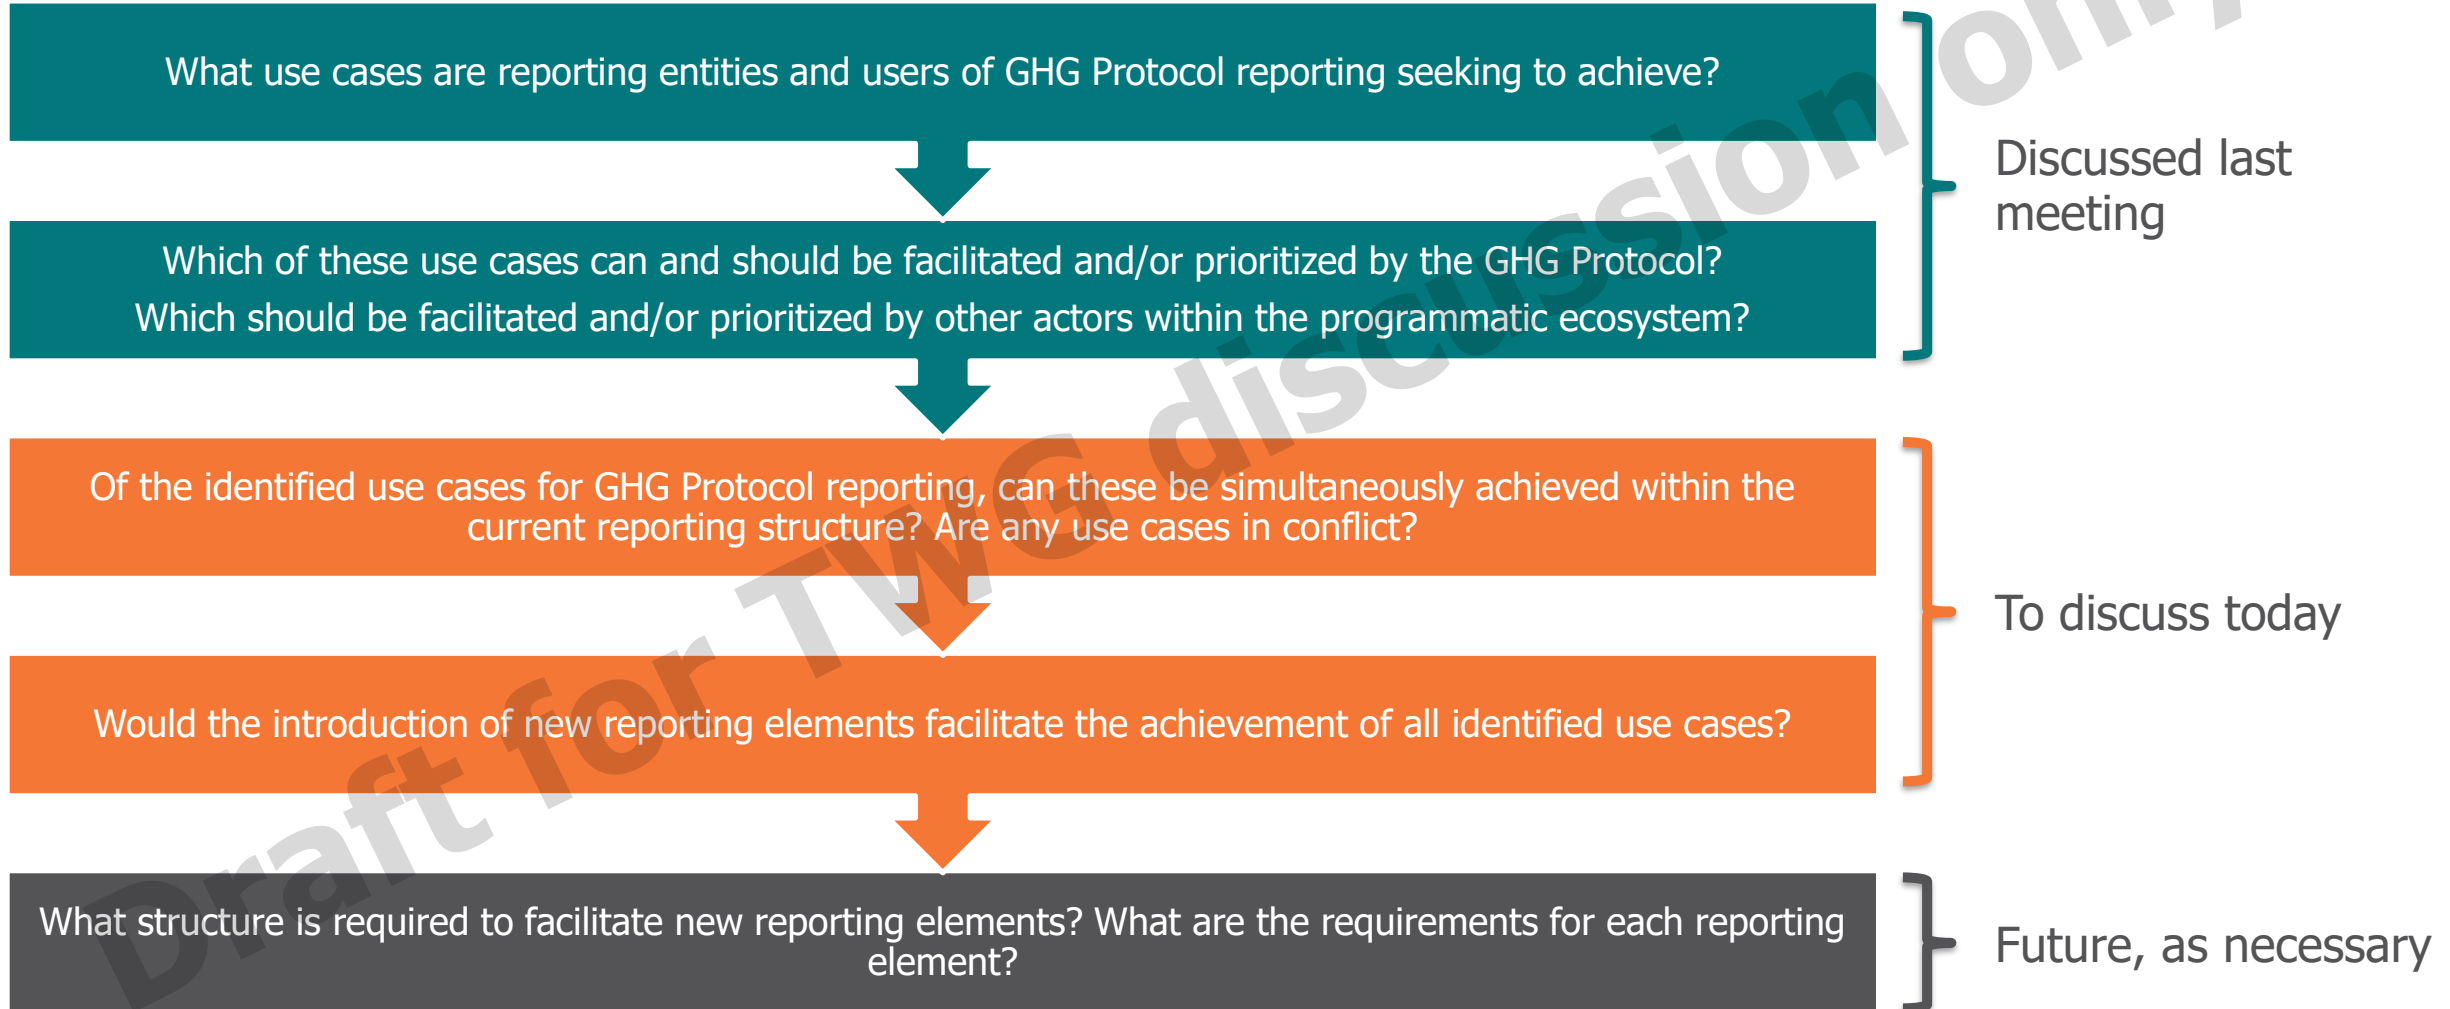 What use cases are reporting entities and users of GHG Protocol reporting seeking to achieve?
Which of these use cases can and should be facilitated and/or prioritized by the GHG Protocol?
Which should be facilitated and/or prioritized by other actors within the programmatic ecosystem?
Discussed last
meeting
Of the identified use cases for GHG Protocol reporting, can these be simultaneously achieved within the
current reporting structure? Are any use cases in conflict?
Would the introduction of new reporting elements facilitate the achievement of all identified use cases?
To discuss today
What structure is required to facilitate new reporting elements? What are the requirements for each reporting
element?
Future, as necessary
Draft for TWG discussion only